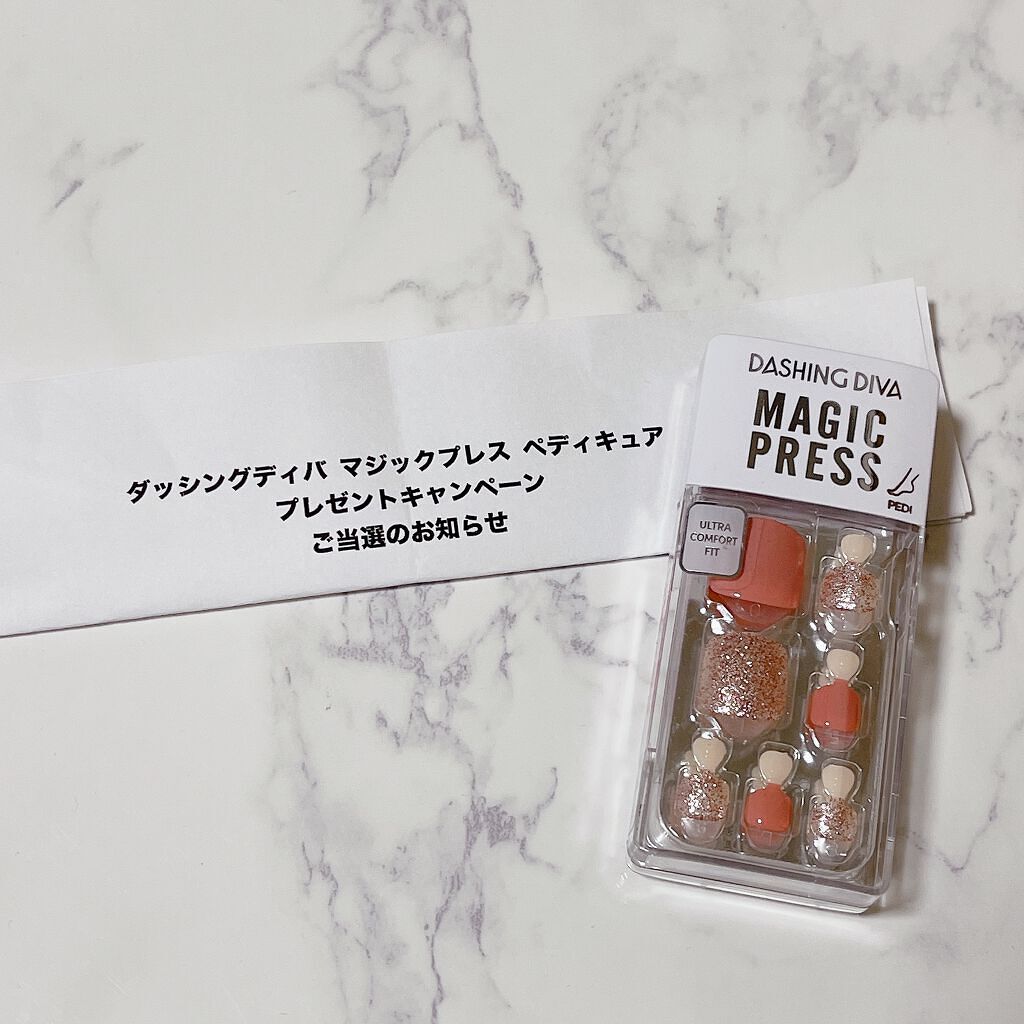 ダッシングディバ マジックプレス ペディキュア
プレゼントキャンペーン
ご当選のお知らせ
DASHING DIVA
MAGIC
PRESS
PEDI
ULTRA
COMFORT
FIT